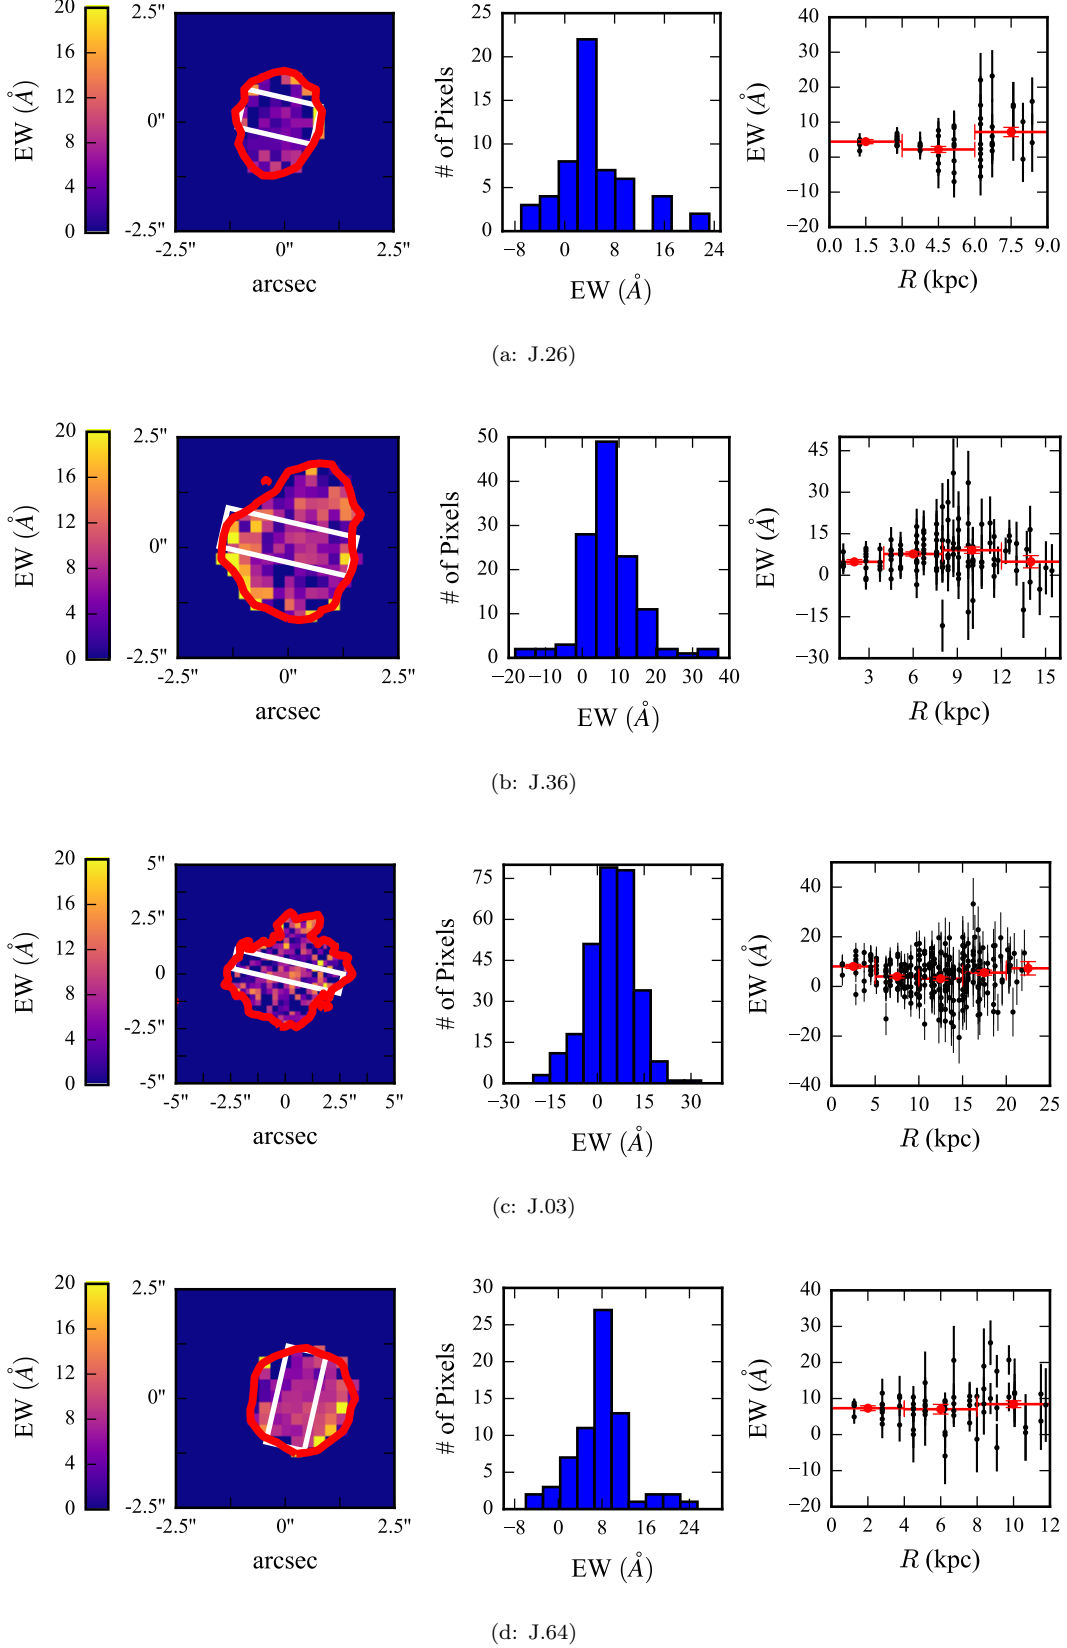 20
16
12
8
4
0
EW (Å)
2.5"
0"
-2.5"
-2.5" 0" 2.5"
arcsec
25
20
15
10
5
0
# of Pixels
−8 0 8 16 24
EW (Å)
40
30
20
10
0
−10
−20
EW (Å)
0.0 1.5 3.0 4.5 6.0 7.5 9.0
R (kpc)
(a: J.26)
20
16
12
8
4
0
EW (Å)
2.5"
0"
-2.5"
-2.5" 0" 2.5"
arcsec
50
40
30
20
10
0
# of Pixels
−20 −10 0 10 20 30 40
EW (Å)
45
30
15
0
−15
−30
EW (Å)
3 6 9 12 15
R (kpc)
(b: J.36)
20
16
12
8
4
0
EW (Å)
5"
2.5"
0
-2.5"
-5"
-5" -2.5" 0 2.5" 5"
arcsec
75
60
45
30
15
0
# of Pixels
−30 −15 0 15 30
EW (Å)
40
20
0
−20
−40
EW (Å)
0 5 10 15 20 25
R (kpc)
(c: J.03)
20
16
12
8
4
0
EW (Å)
2.5"
0"
-2.5"
-2.5" 0" 2.5"
arcsec
30
25
20
15
10
5
0
# of Pixels
−8 0 8 16 24
EW (Å)
40
30
20
10
0
−10
−20
EW (Å)
0 2 4 6 8 10 12
R (kpc)
(d: J.64)